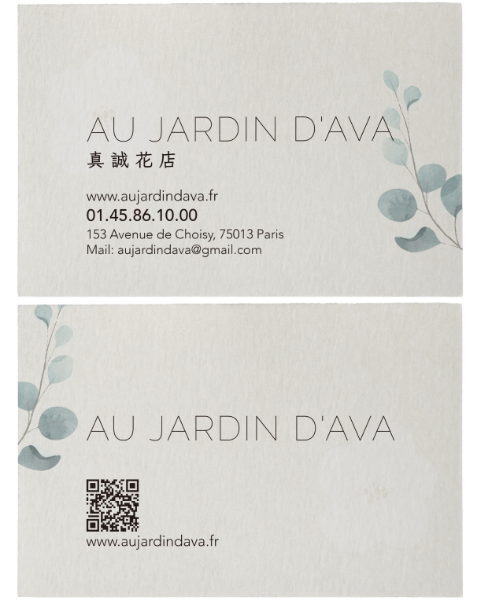 AU JARDIN D'AVA
真誠花店
www.aujardindava.fr
01.45.86.10.00
153 Avenue de Choisy, 75013 Paris
Mail: aujardindava@gmail.com
AU JARDIN D'AVA
www.aujardindava.fr